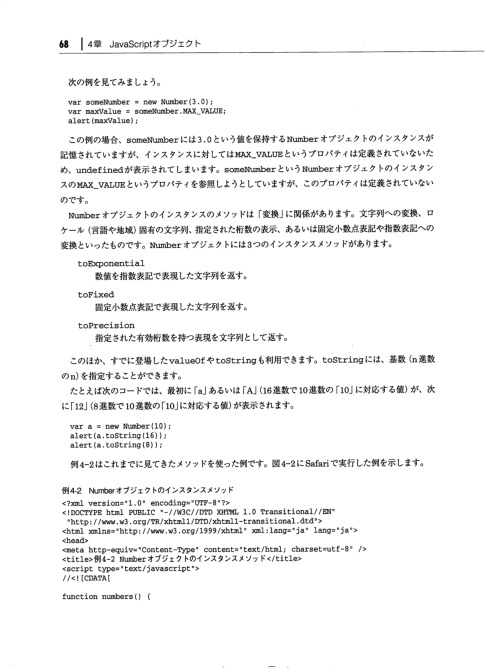 68 | 4章 JavaScriptオブジェクト
次の例を見てみましょう。
var someNumber = new Number(3.0);
var maxValue = someNumber.MAX_VALUE;
alert(maxValue);
この例の場合、someNumberには3.0という値を保持するNumberオブジェクトのインスタンスが
記憶されていますが、インスタンスに対してはMAX_VALUEというプロパティは定義されていないた
め、undefinedが表示されてしまいます。someNumberというNumberオブジェクトのインスタン
スのMAX_VALUEというプロパティを参照しようとしていますが、このプロパティは定義されていない
のです。
Numberオブジェクトのインスタンスのメソッドは「変換」に関係があります。文字列への変換、ロ
ケール（言語や地域）固有の文字列、指定された桁数の表示、あるいは固定小数点表記や指数表記への
変換といったものです。Numberオブジェクトには3つのインスタンスメソッドがあります。
toExponential
数値を指数表記で表現した文字列を返す。
toFixed
固定小数点表記で表現した文字列を返す。
toPrecision
指定された有効桁数を持つ表現を文字列として返す。
このほか、すでに登場したvalueOfやtoStringも利用できます。toStringには、基数（n進数
のn）を指定することができます。
たとえば次のコードでは、最初に「a」あるいは「A」（16進数で10進数の「10」に対応する値）が、次
に「12」（8進数で10進数の「10」に対応する値）が表示されます。
var a = new Number(10);
alert(a.toString(16));
alert(a.toString(8));
例4-2はこれまでに見てきたメソッドを使った例です。図4-2にSafariで実行した例を示します。
例4-2 Numberオブジェクトのインスタンスメソッド
<?xml version="1.0" encoding="UTF-8"?>
<!DOCTYPE html PUBLIC "-//W3C//DTD XHTML 1.0 Transitional//EN"
"http://www.w3.org/TR/xhtml1/DTD/xhtml1-transitional.dtd">
<html xmlns="http://www.w3.org/1999/xhtml" xml:lang="ja" lang="ja">
<head>
<meta http-equiv="Content-Type" content="text/html; charset=utf-8" />
<title>例4-2 Numberオブジェクトのインスタンスメソッド</title>
<script type="text/javascript">
//<![CDATA[
function numbers() {